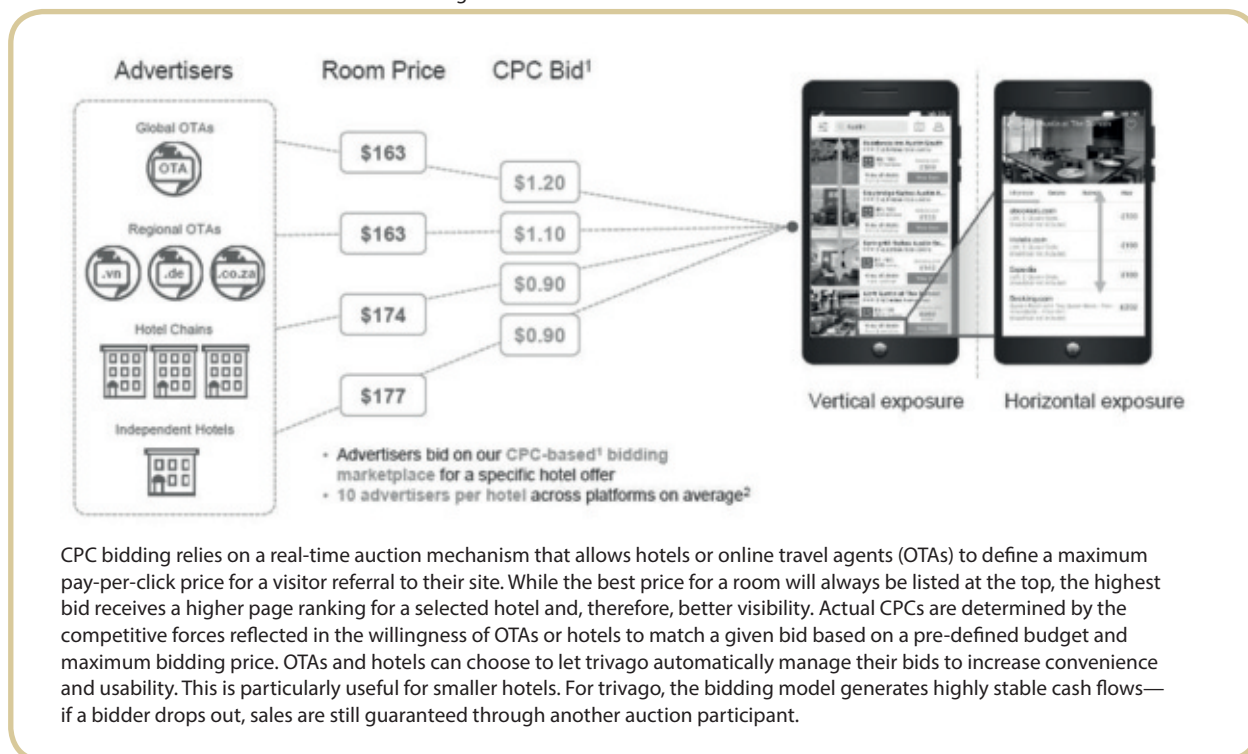 Advertisers Room Price CPC Bid¹
Global OTAs
OTA
$163
$1.20
Regional OTAs
.vn .de .co.za
$163
$1.10
$0.90
Hotel Chains
$174
$0.90
$177
Independent Hotels
Vertical exposure Horizontal exposure
• Advertisers bid on our CPC-based¹ bidding
marketplace for a specific hotel offer
• 10 advertisers per hotel across platforms on average²
Austin
Expedia
Booking.com
CPC bidding relies on a real-time auction mechanism that allows hotels or online travel agents (OTAs) to define a maximum
pay-per-click price for a visitor referral to their site. While the best price for a room will always be listed at the top, the highest
bid receives a higher page ranking for a selected hotel and, therefore, better visibility. Actual CPCs are determined by the
competitive forces reflected in the willingness of OTAs or hotels to match a given bid based on a pre-defined budget and
maximum bidding price. OTAs and hotels can choose to let trivago automatically manage their bids to increase convenience
and usability. This is particularly useful for smaller hotels. For trivago, the bidding model generates highly stable cash flows—
if a bidder drops out, sales are still guaranteed through another auction participant.